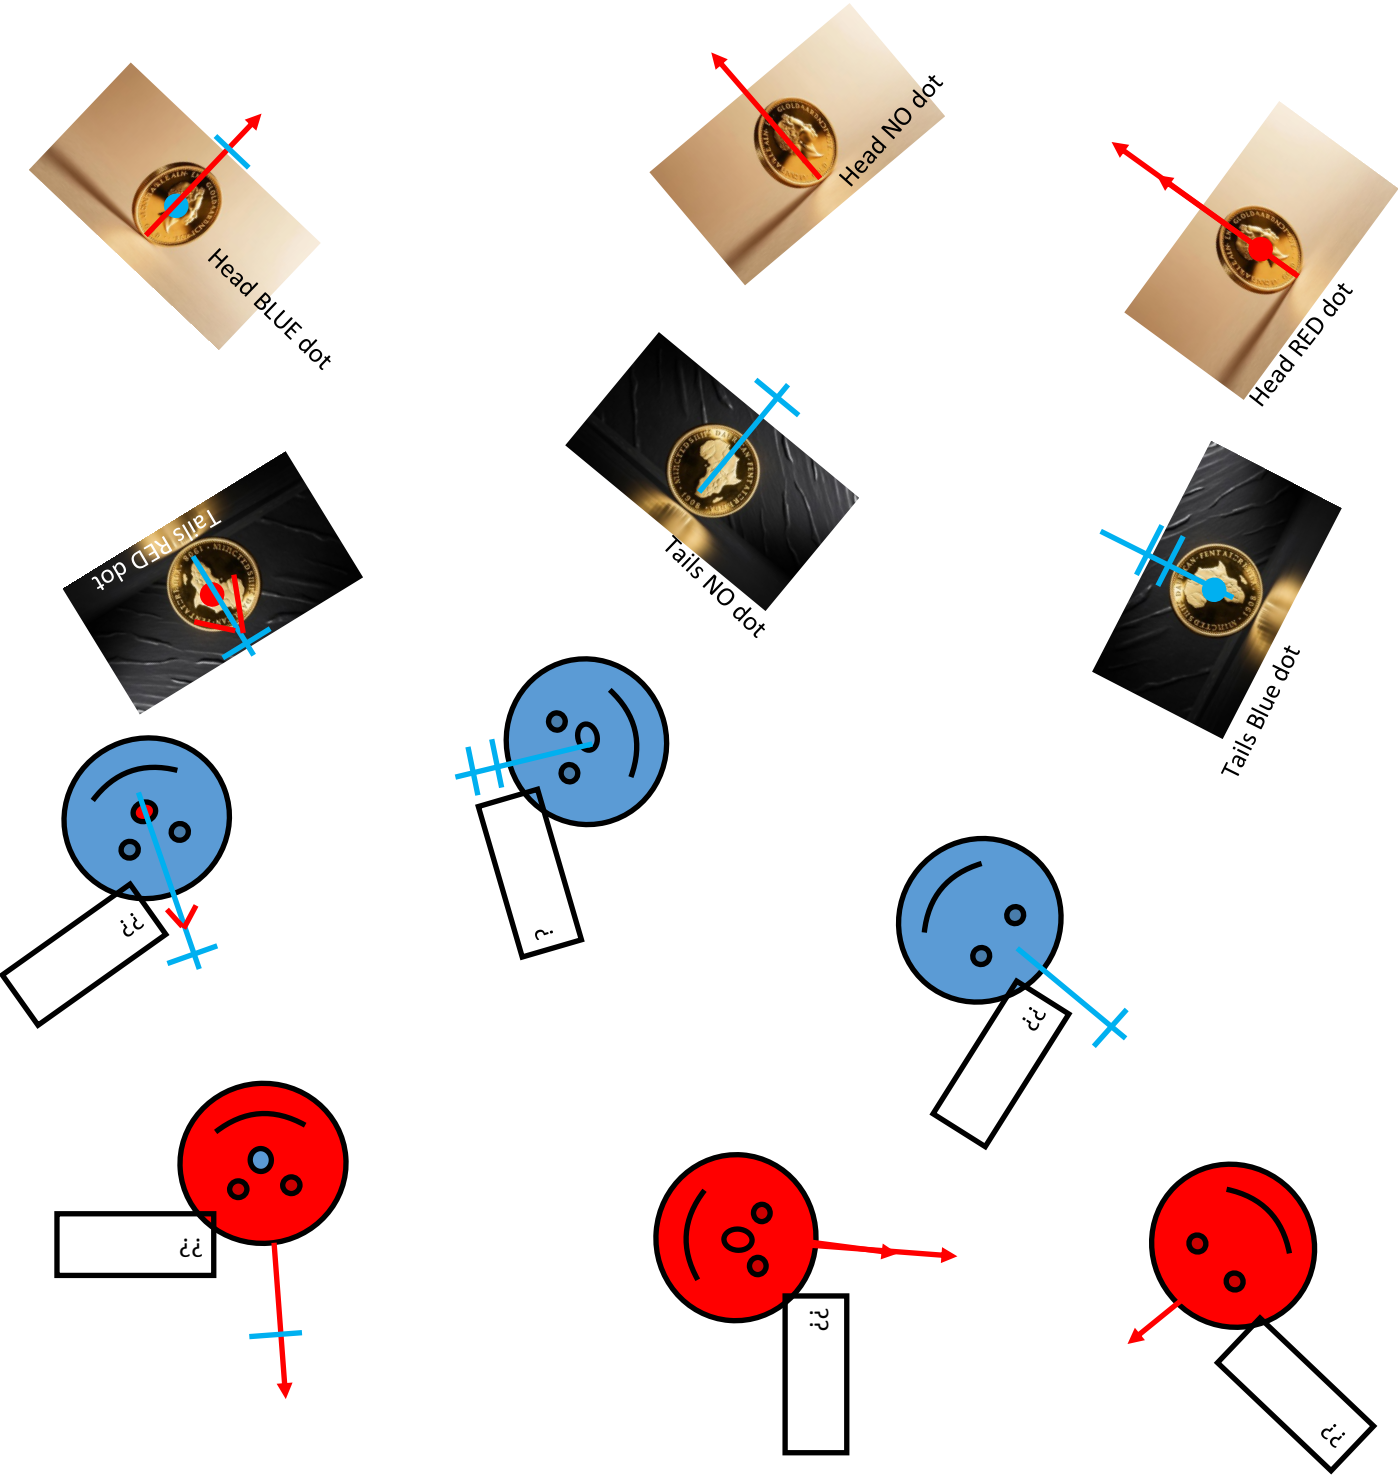 Head BLUE dot
Head NO dot
Head RED dot
Tails RED dot
Tails NO dot
Tails Blue dot
??
?
??
??
??
??